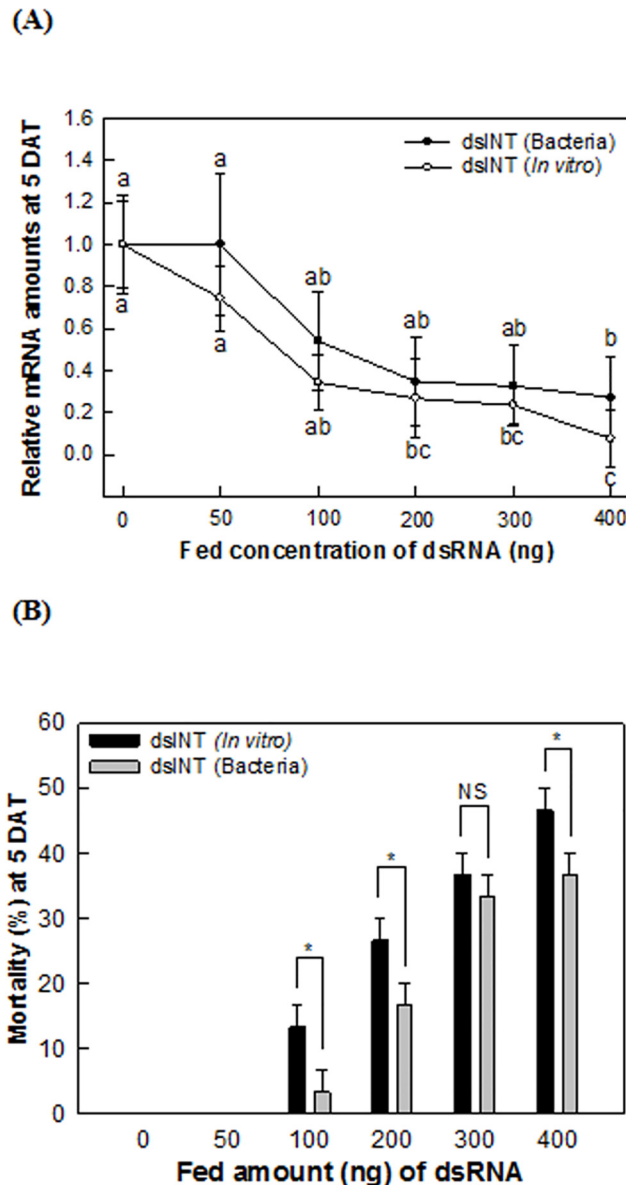 (A)
Relative mRNA amounts at 5 DAT
1.6
1.4
1.2
1.0
0.8
0.6
0.4
0.2
0.0
dsINT (Bacteria)
dsINT (In vitro)
a a
a a
ab ab ab b
ab bc bc c
0 50 100 200 300 400
Fed concentration of dsRNA (ng)
(B)
Mortality (%) at 5 DAT
60
50
40
30
20
10
0
dsINT (In vitro)
dsINT (Bacteria)
* * NS *
0 50 100 200 300 400
Fed amount (ng) of dsRNA